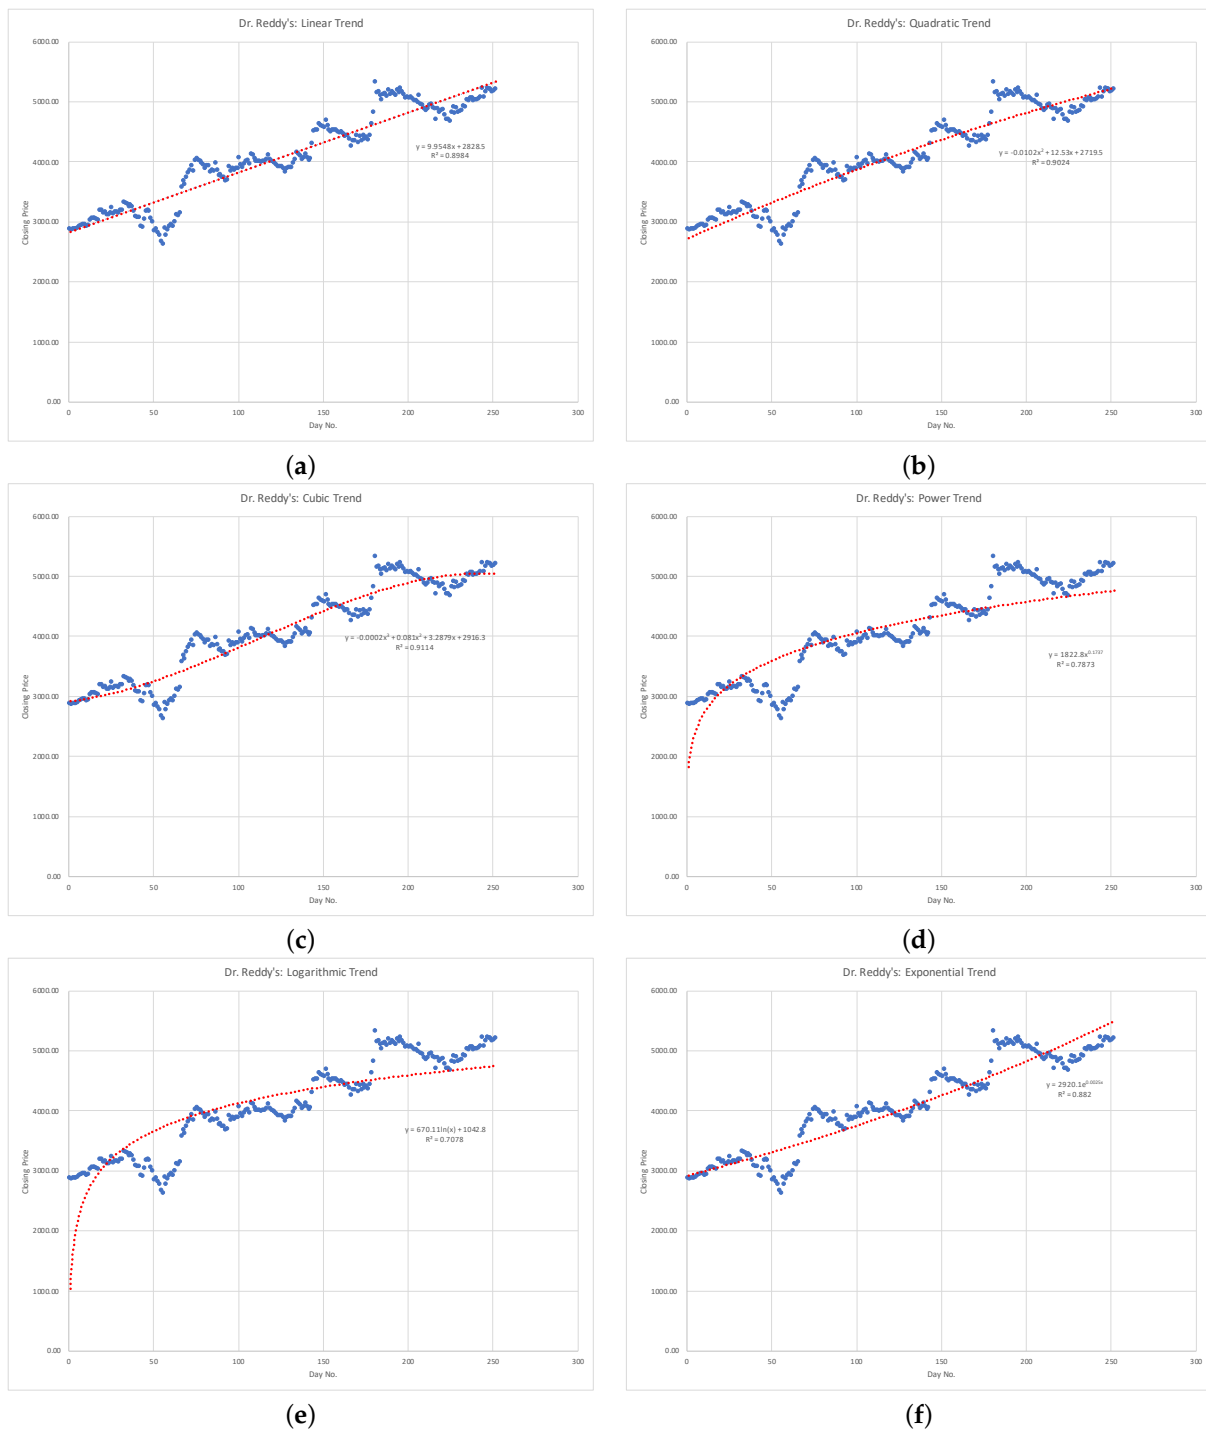 Dr. Reddy's: Linear Trend
6000.00
5000.00
4000.00
3000.00
2000.00
1000.00
0.00
Closing Price
y = 9.9548x + 2828.5
R² = 0.8984
0 50 100 150 200 250 300
Day No.
(a)
Dr. Reddy's: Quadratic Trend
6000.00
5000.00
4000.00
3000.00
2000.00
1000.00
0.00
Closing Price
y = -0.0102x² + 12.53x + 2719.5
R² = 0.9024
0 50 100 150 200 250 300
Day No.
(b)
Dr. Reddy's: Cubic Trend
6000.00
5000.00
4000.00
3000.00
2000.00
1000.00
0.00
Closing Price
y = -0.0002x³ + 0.081x² + 3.2879x + 2916.3
R² = 0.9114
0 50 100 150 200 250 300
Day No.
(c)
Dr. Reddy's: Power Trend
6000.00
5000.00
4000.00
3000.00
2000.00
1000.00
0.00
Closing Price
y = 1822.8x^0.1737
R² = 0.7873
0 50 100 150 200 250 300
Day No.
(d)
Dr. Reddy's: Logarithmic Trend
6000.00
5000.00
4000.00
3000.00
2000.00
1000.00
0.00
Closing Price
y = 670.11ln(x) + 1042.8
R² = 0.7078
0 50 100 150 200 250 300
Day No.
(e)
Dr. Reddy's: Exponential Trend
6000.00
5000.00
4000.00
3000.00
2000.00
1000.00
0.00
Closing Price
y = 2920.1e^0.0025x
R² = 0.882
0 50 100 150 200 250 300
Day No.
(f)